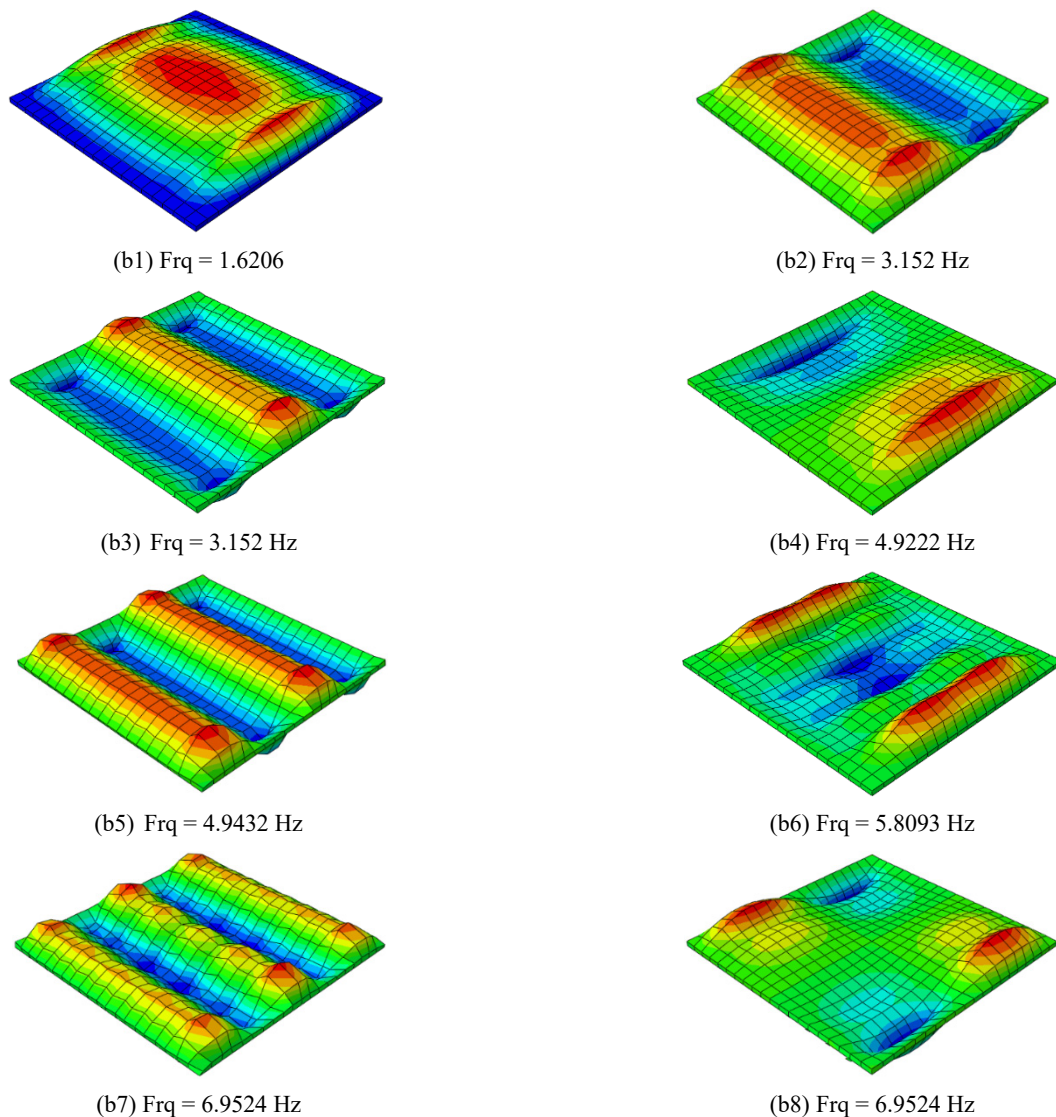 (b1) Frq = 1.6206
(b2) Frq = 3.152 Hz
(b3) Frq = 3.152 Hz
(b4) Frq = 4.9222 Hz
(b5) Frq = 4.9432 Hz
(b6) Frq = 5.8093 Hz
(b7) Frq = 6.9524 Hz
(b8) Frq = 6.9524 Hz